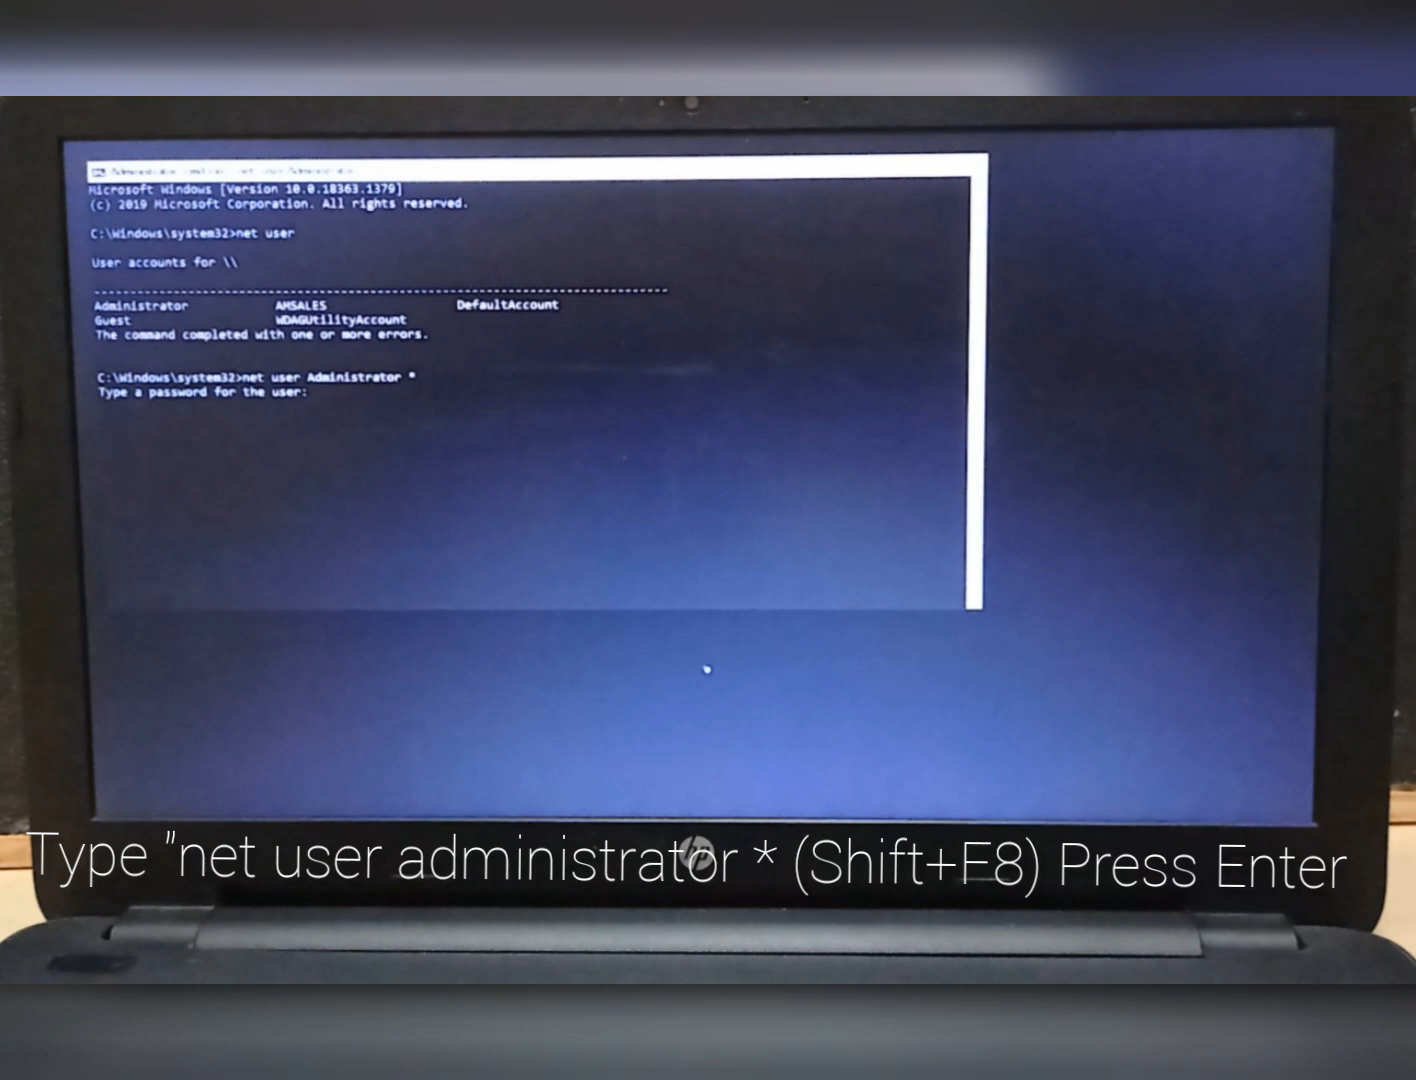 Microsoft Windows [Version 10.0.18363.1379]
(c) 2019 Microsoft Corporation. All rights reserved.
C:\Windows\system32>net user
User accounts for \\
-------------------------------------------------------------------------------
Administrator AMSALES DefaultAccount
Guest WDAGUtilityAccount
The command completed with one or more errors.
C:\Windows\system32>net user Administrator *
Type a password for the user:
hp
Type "net user administrator * (Shift+F8) Press Enter